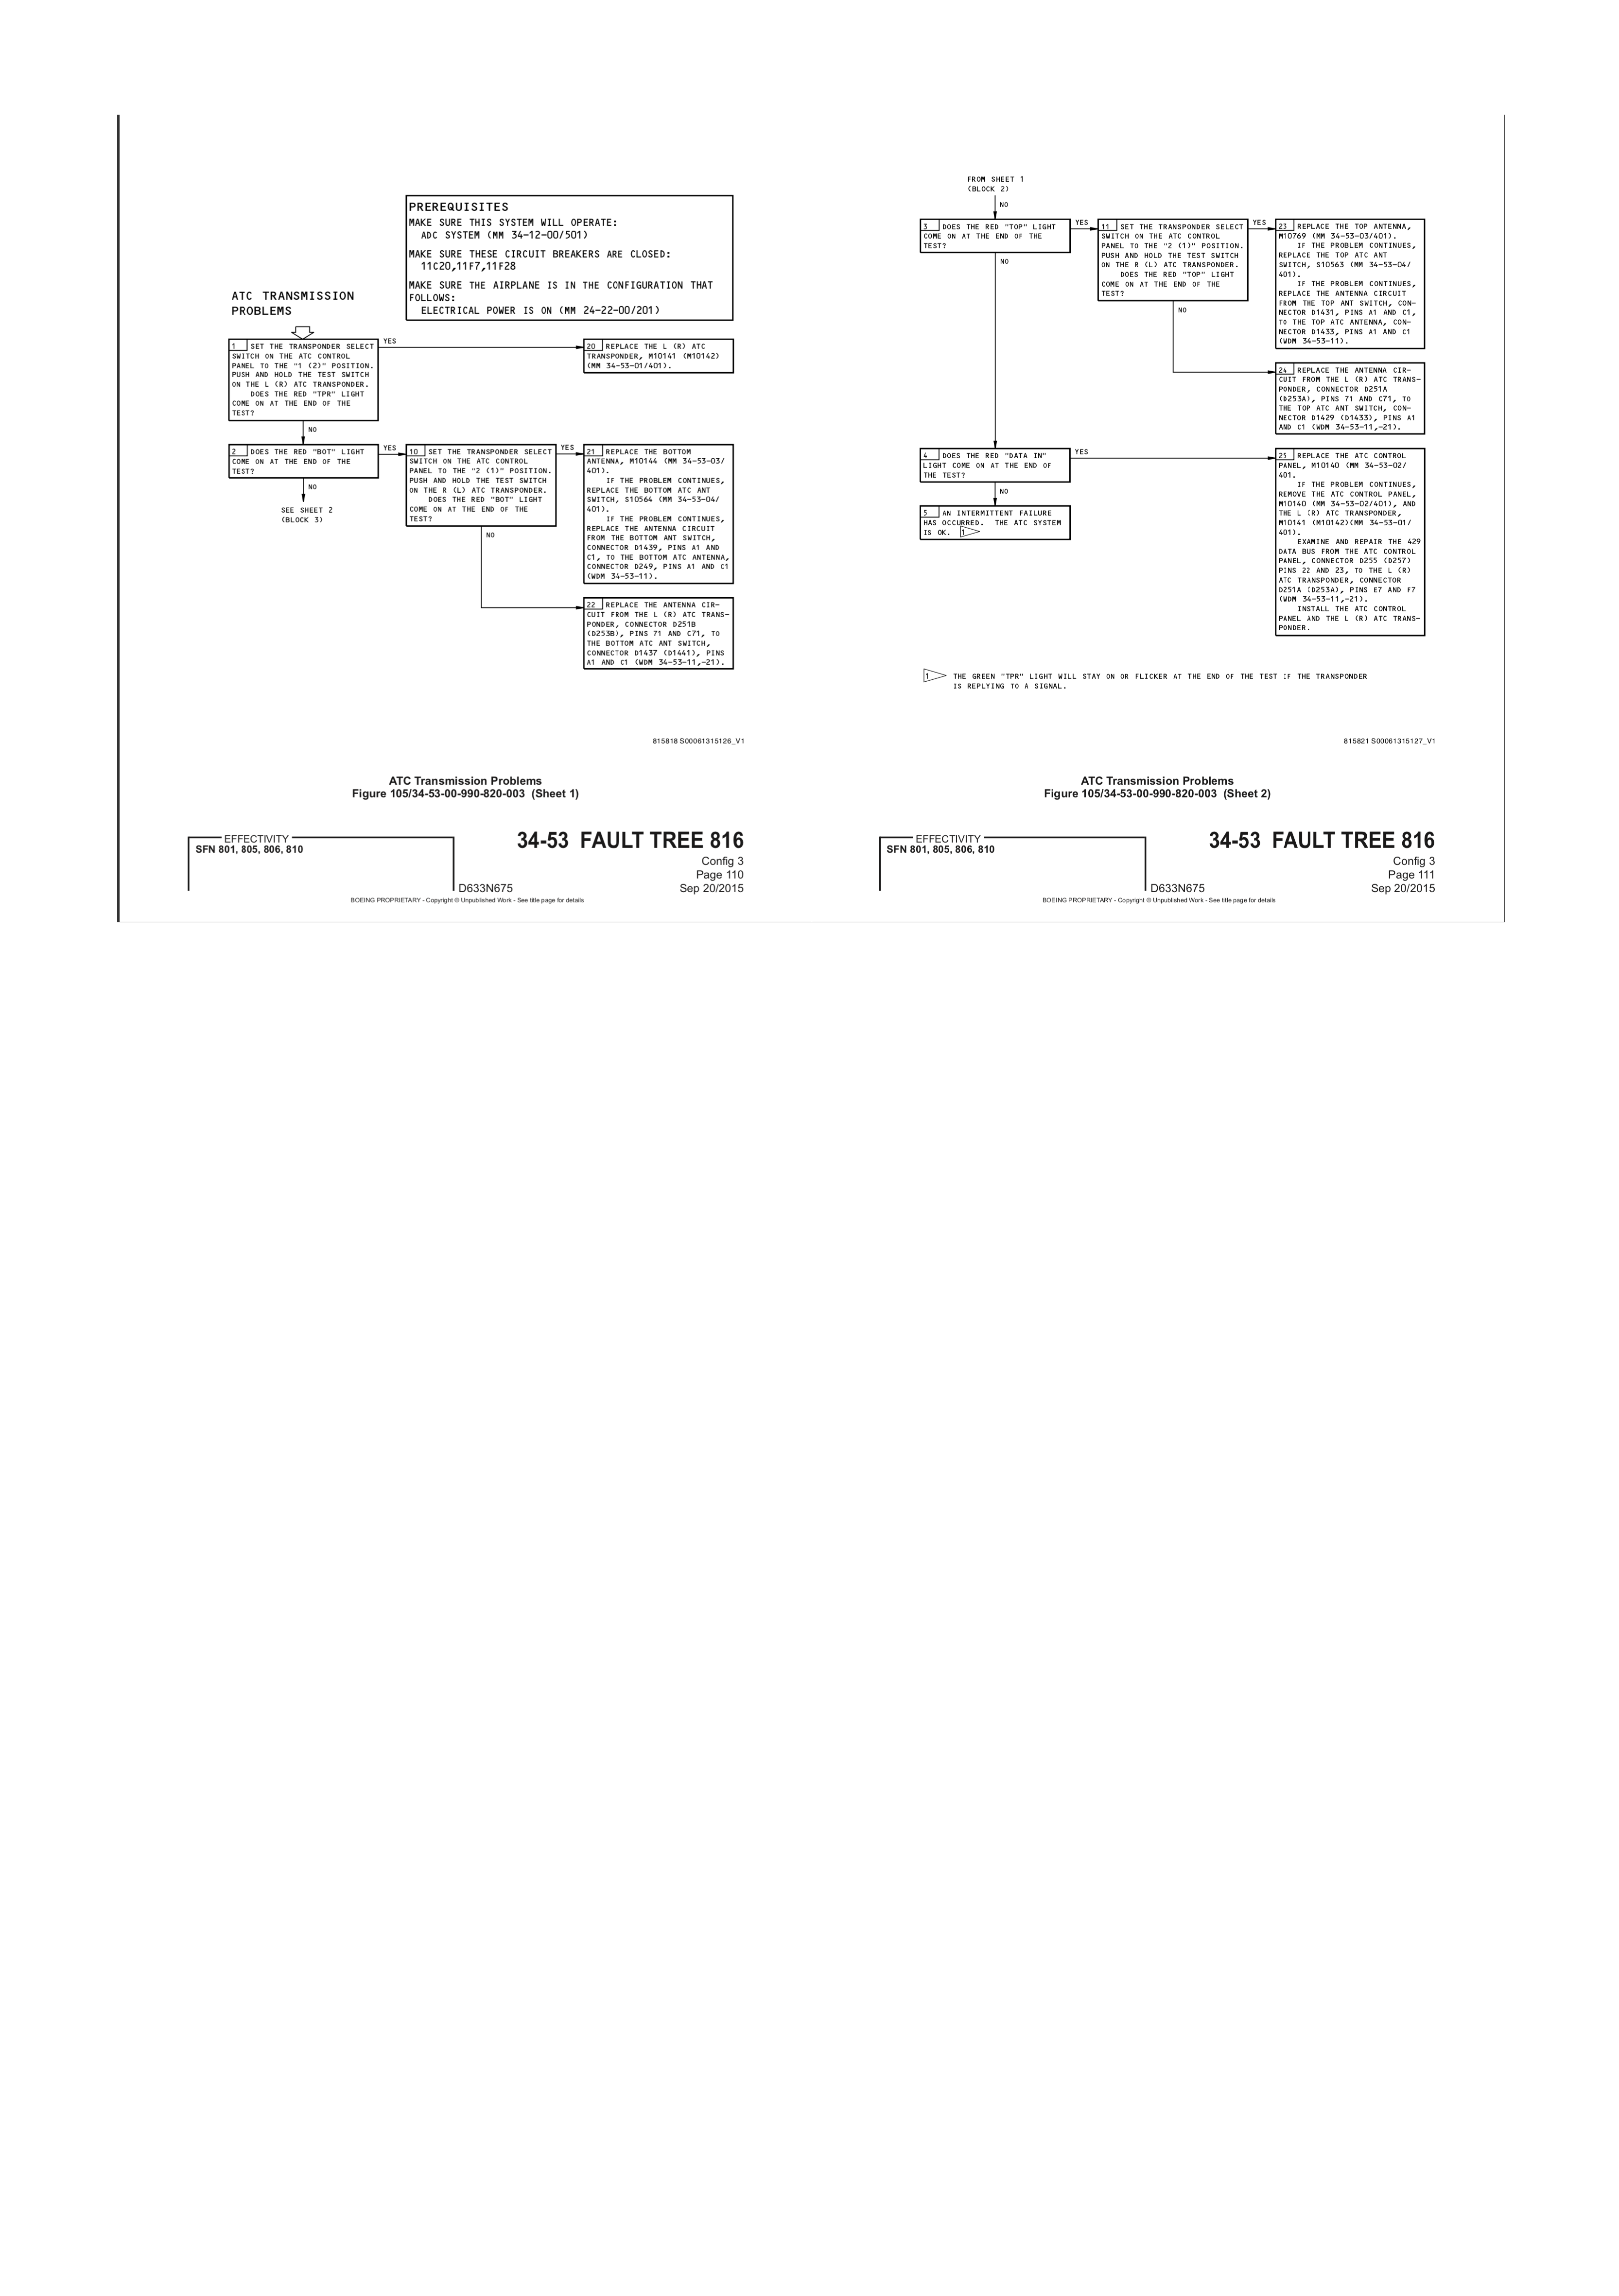 PREREQUISITES
MAKE SURE THIS SYSTEM WILL OPERATE:
ADC SYSTEM (MM 34-12-00/501)
MAKE SURE THESE CIRCUIT BREAKERS ARE CLOSED:
11C20,11F7,11F28
MAKE SURE THE AIRPLANE IS IN THE CONFIGURATION THAT
FOLLOWS:
ELECTRICAL POWER IS ON (MM 24-22-00/201)
ATC TRANSMISSION
PROBLEMS
1 SET THE TRANSPONDER SELECT
SWITCH ON THE ATC CONTROL
PANEL TO THE "1 (2)" POSITION.
PUSH AND HOLD THE TEST SWITCH
ON THE L (R) ATC TRANSPONDER.
DOES THE RED "TPR" LIGHT
COME ON AT THE END OF THE
TEST?
YES
20 REPLACE THE L (R) ATC
TRANSPONDER, M10141 (M10142)
(MM 34-53-01/401).
NO
2 DOES THE RED "BOT" LIGHT
COME ON AT THE END OF THE
TEST?
YES
10 SET THE TRANSPONDER SELECT
SWITCH ON THE ATC CONTROL
PANEL TO THE "2 (1)" POSITION.
PUSH AND HOLD THE TEST SWITCH
ON THE R (L) ATC TRANSPONDER.
DOES THE RED "BOT" LIGHT
COME ON AT THE END OF THE
TEST?
YES
21 REPLACE THE BOTTOM
ANTENNA, M10144 (MM 34-53-03/
401).
IF THE PROBLEM CONTINUES,
REPLACE THE BOTTOM ATC ANT
SWITCH, S10564 (MM 34-53-04/
401).
IF THE PROBLEM CONTINUES,
REPLACE THE ANTENNA CIRCUIT
FROM THE BOTTOM ANT SWITCH,
CONNECTOR D1439, PINS A1 AND
C1, TO THE BOTTOM ATC ANTENNA,
CONNECTOR D249, PINS A1 AND C1
(WDM 34-53-11).
NO
SEE SHEET 2
(BLOCK 3)
NO
22 REPLACE THE ANTENNA CIR-
CUIT FROM THE L (R) ATC TRANS-
PONDER, CONNECTOR D251B
(D253B), PINS 71 AND C71, TO
THE BOTTOM ATC ANT SWITCH,
CONNECTOR D1437 (D1441), PINS
A1 AND C1 (WDM 34-53-11,-21).
815818 S00061315126_V1
ATC Transmission Problems
Figure 105/34-53-00-990-820-003 (Sheet 1)
EFFECTIVITY
SFN 801, 805, 806, 810
34-53 FAULT TREE 816
Config 3
Page 110
D633N675
Sep 20/2015
BOEING PROPRIETARY - Copyright © Unpublished Work - See title page for details
FROM SHEET 1
(BLOCK 2)
NO
3 DOES THE RED "TOP" LIGHT
COME ON AT THE END OF THE
TEST?
YES
11 SET THE TRANSPONDER SELECT
SWITCH ON THE ATC CONTROL
PANEL TO THE "2 (1)" POSITION.
PUSH AND HOLD THE TEST SWITCH
ON THE R (L) ATC TRANSPONDER.
DOES THE RED "TOP" LIGHT
COME ON AT THE END OF THE
TEST?
YES
23 REPLACE THE TOP ANTENNA,
M10769 (MM 34-53-03/401).
IF THE PROBLEM CONTINUES,
REPLACE THE TOP ATC ANT
SWITCH, S10563 (MM 34-53-04/
401).
IF THE PROBLEM CONTINUES,
REPLACE THE ANTENNA CIRCUIT
FROM THE TOP ANT SWITCH, CON-
NECTOR D1431, PINS A1 AND C1,
TO THE TOP ATC ANTENNA, CON-
NECTOR D1433, PINS A1 AND C1
(WDM 34-53-11).
NO
NO
24 REPLACE THE ANTENNA CIR-
CUIT FROM THE L (R) ATC TRANS-
PONDER, CONNECTOR D251A
(D253A), PINS 71 AND C71, TO
THE TOP ATC ANT SWITCH, CON-
NECTOR D1429 (D1433), PINS A1
AND C1 (WDM 34-53-11,-21).
4 DOES THE RED "DATA IN"
LIGHT COME ON AT THE END OF
THE TEST?
YES
25 REPLACE THE ATC CONTROL
PANEL, M10140 (MM 34-53-02/
401.
IF THE PROBLEM CONTINUES,
REMOVE THE ATC CONTROL PANEL,
M10140 (MM 34-53-02/401), AND
THE L (R) ATC TRANSPONDER,
M10141 (M10142)(MM 34-53-01/
401).
EXAMINE AND REPAIR THE 429
DATA BUS FROM THE ATC CONTROL
PANEL, CONNECTOR D255 (D257)
PINS 22 AND 23, TO THE L (R)
ATC TRANSPONDER, CONNECTOR
D251A (D253A), PINS E7 AND F7
(WDM 34-53-11,-21).
INSTALL THE ATC CONTROL
PANEL AND THE L (R) ATC TRANS-
PONDER.
NO
5 AN INTERMITTENT FAILURE
HAS OCCURRED. THE ATC SYSTEM
IS OK. 1
1 THE GREEN "TPR" LIGHT WILL STAY ON OR FLICKER AT THE END OF THE TEST IF THE TRANSPONDER
IS REPLYING TO A SIGNAL.
815821 S00061315127_V1
ATC Transmission Problems
Figure 105/34-53-00-990-820-003 (Sheet 2)
EFFECTIVITY
SFN 801, 805, 806, 810
34-53 FAULT TREE 816
Config 3
Page 111
D633N675
Sep 20/2015
BOEING PROPRIETARY - Copyright © Unpublished Work - See title page for details